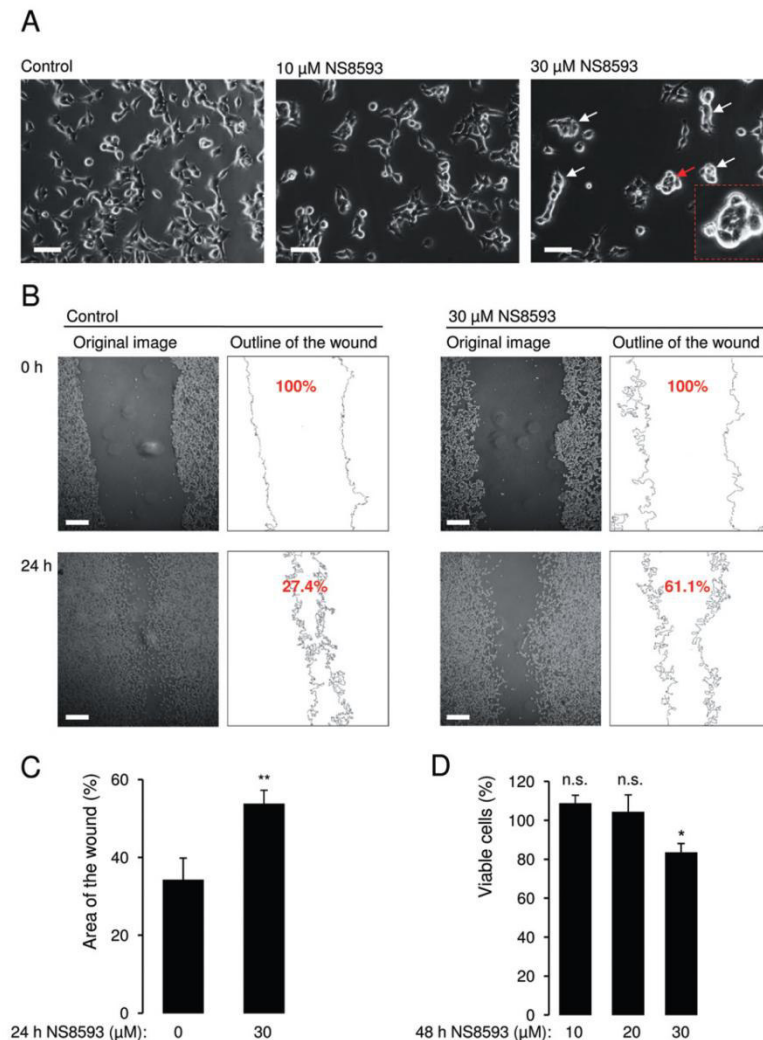 A
Control
10 μM NS8593
30 μM NS8593
B
Control
30 μM NS8593
Original image
Outline of the wound
Original image
Outline of the wound
0 h
100%
100%
24 h
27.4%
61.1%
C
Area of the wound (%)
60
40
20
0
**
24 h NS8593 (μM):
0
30
D
Viable cells (%)
120
100
80
60
40
20
0
n.s.
n.s.
*
48 h NS8593 (μM):
10
20
30